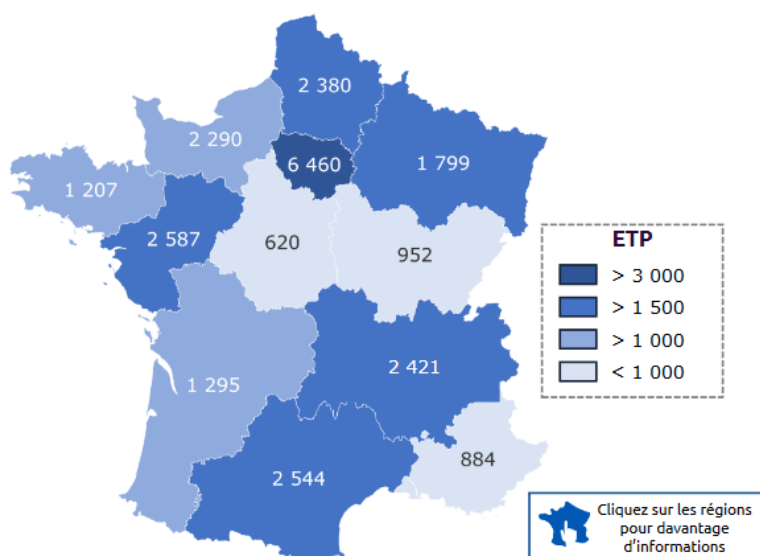 2 380
2 290
6 460
1 799
1 207
2 587
620
952
1 295
2 421
2 544
884
ETP
> 3 000
> 1 500
> 1 000
< 1 000
Cliquez sur les régions
pour davantage
d'informations